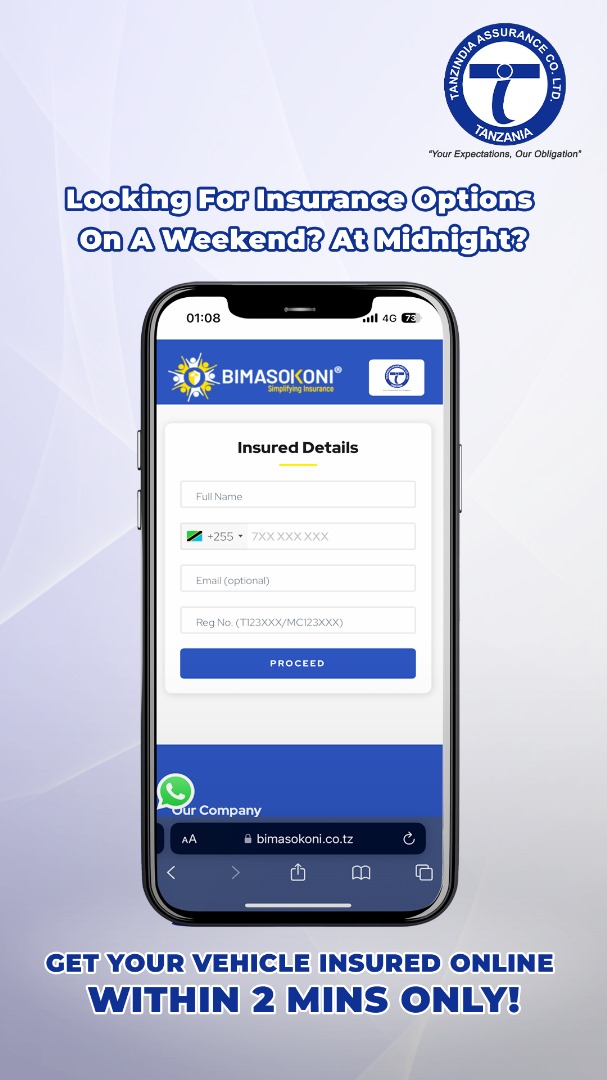 TANZINDIA ASSURANCE CO. LTD.
TANZANIA
"Your Expectations, Our Obligation"
Looking For Insurance Options
On A Weekend? At Midnight?
01:08
4G 73
BIMASOKONI®
Simplifying Insurance
Insured Details
Full Name
+255 7XX XXX XXX
Email (optional)
Reg No. (T123XXX/MC123XXX)
PROCEED
Our Company
AA bimasokoni.co.tz
GET YOUR VEHICLE INSURED ONLINE
WITHIN 2 MINS ONLY!